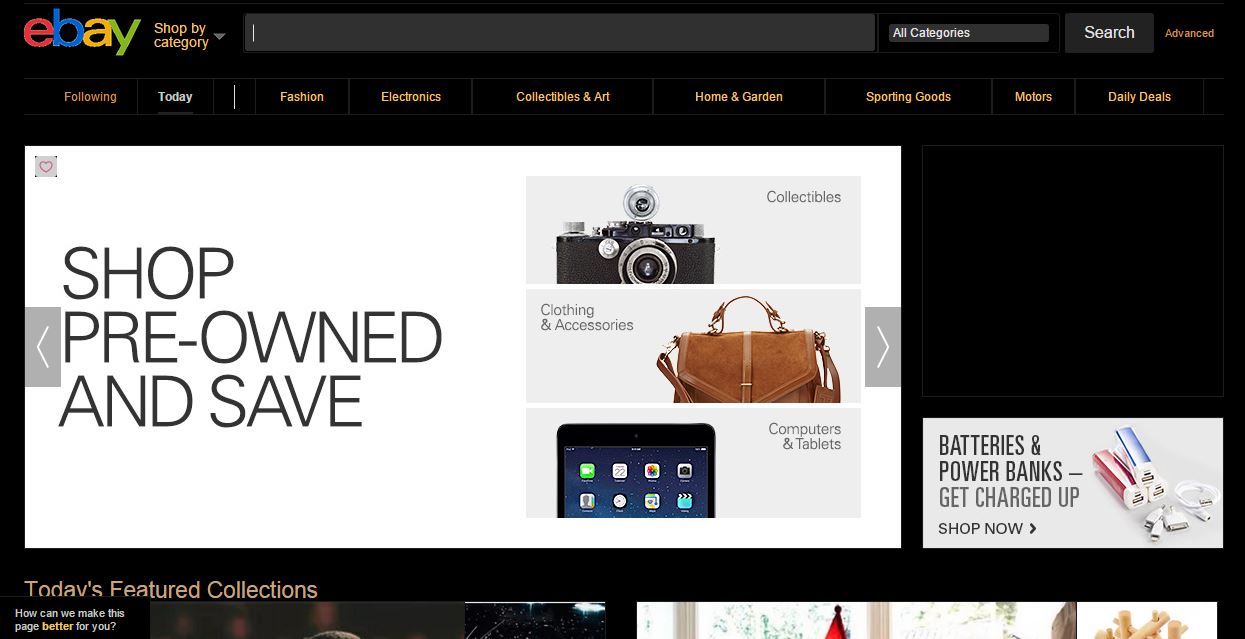 ebay
Shop by
category
All Categories
Search
Advanced
Following
Today
Fashion
Electronics
Collectibles & Art
Home & Garden
Sporting Goods
Motors
Daily Deals
SHOP
PRE-OWNED
AND SAVE
Collectibles
Clothing
& Accessories
Computers
& Tablets
BATTERIES &
POWER BANKS –
GET CHARGED UP
SHOP NOW
Today's Featured Collections
How can we make this
page better for you?